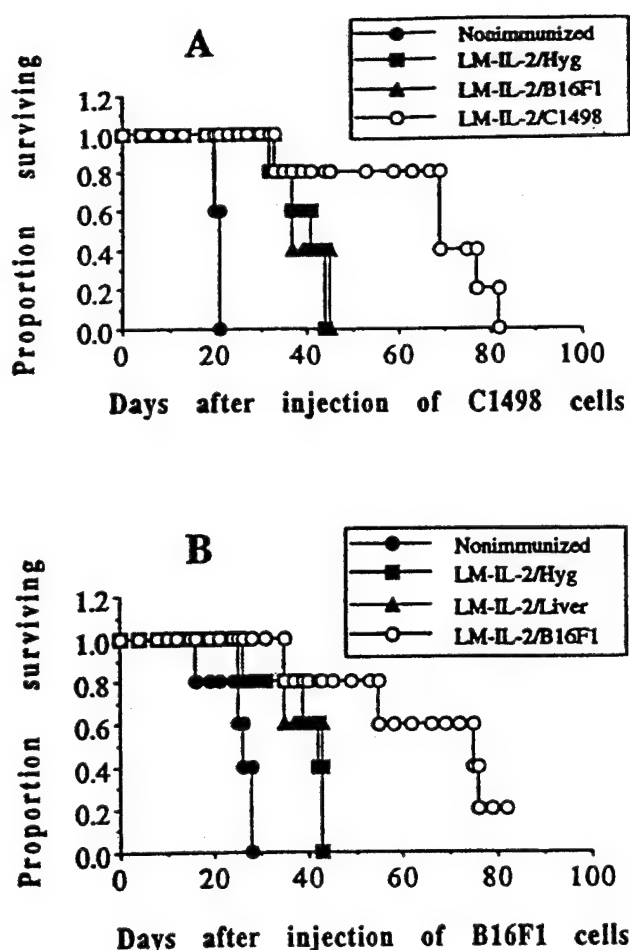 A
Nonimmunized
LM-IL-2/Hyg
LM-IL-2/B16F1
LM-IL-2/C1498
Proportion surviving
1.2
1.0
0.8
0.6
0.4
0.2
0.0
0 20 40 60 80 100
Days after injection of C1498 cells
B
Nonimmunized
LM-IL-2/Hyg
LM-IL-2/Liver
LM-IL-2/B16F1
Proportion surviving
1.2
1.0
0.8
0.6
0.4
0.2
0.0
0 20 40 60 80 100
Days after injection of B16F1 cells